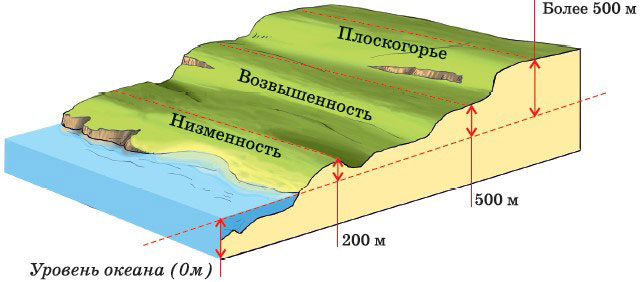 Более 500 м
Плоскогорье
Возвышенность
Низменность
500 м
200 м
Уровень океана (0м)